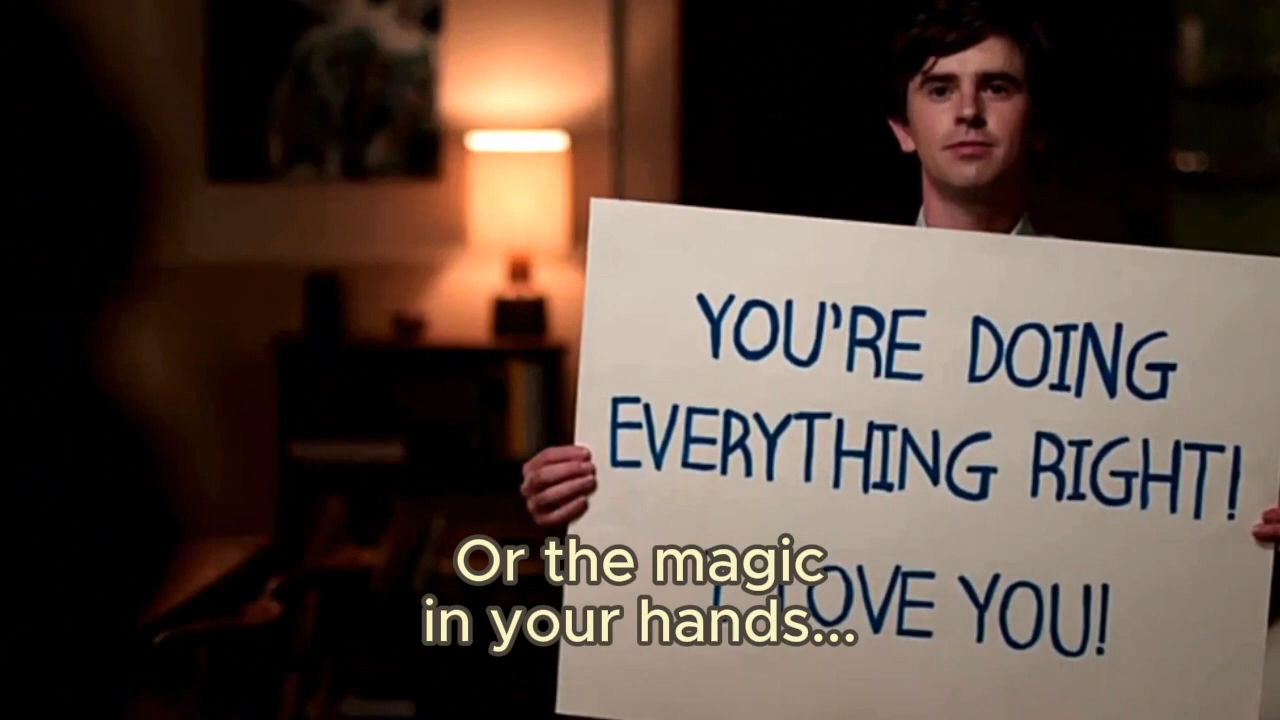 YOU'RE DOING
EVERYTHING RIGHT!
I LOVE YOU!
Or the magic
in your hands...